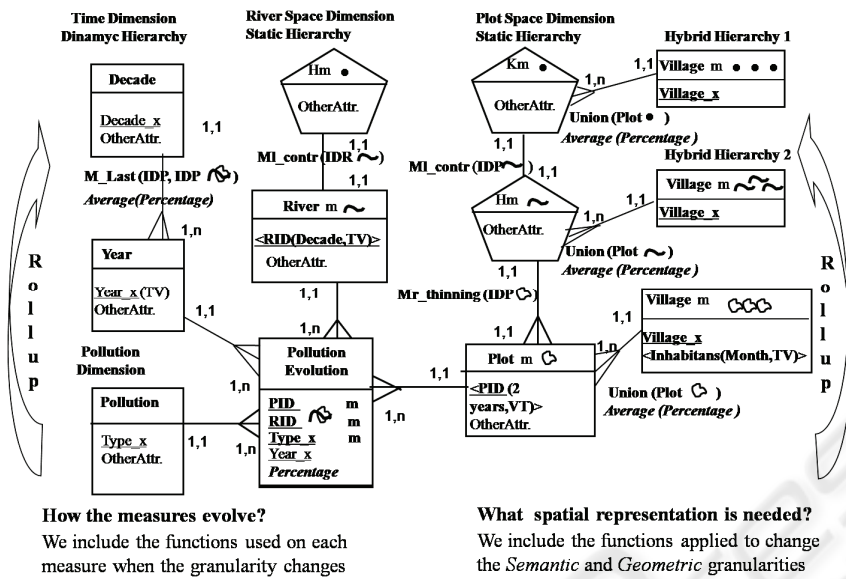 Time Dimension
Dinamyc Hierarchy
River Space Dimension
Static Hierarchy
Plot Space Dimension
Static Hierarchy
Hybrid Hierarchy 1
Decade
Decade_x
OtherAttr.
1,1
M_Last (IDP, IDP )
Average(Percentage)
1,n
Year
Year_x (TV)
OtherAttr.
1,1
Rollup
Pollution
Dimension
Pollution
Type_x
OtherAttr.
1,1
1,n
1,n
Hm
OtherAttr.
1,1
Ml_contr (IDR )
1,1
River m
<RID(Decade,TV)>
OtherAttr.
1,1
1,n
Pollution
Evolution
PID m
RID m
Type_x m
Year_x
Percentage
1,n
1,1
Km
OtherAttr.
1,n
1,1
Village m
Village_x
Union (Plot )
Average (Percentage )
1,1
Ml_contr (IDP )
1,1
Hybrid Hierarchy 2
Hm
OtherAttr.
1,n
1,1
Village m
Village_x
Union (Plot )
Average (Percentage )
1,1
Mr_thinning (IDP )
1,1
Plot m
<PID (2
years,VT)>
OtherAttr.
1,n
1,1
Village m
Village_x
<Inhabitans(Month,TV)>
Union (Plot )
Average (Percentage )
Rollup
How the measures evolve?
We include the functions used on each
measure when the granularity changes
What spatial representation is needed?
We include the functions applied to change
the Semantic and Geometric granularities